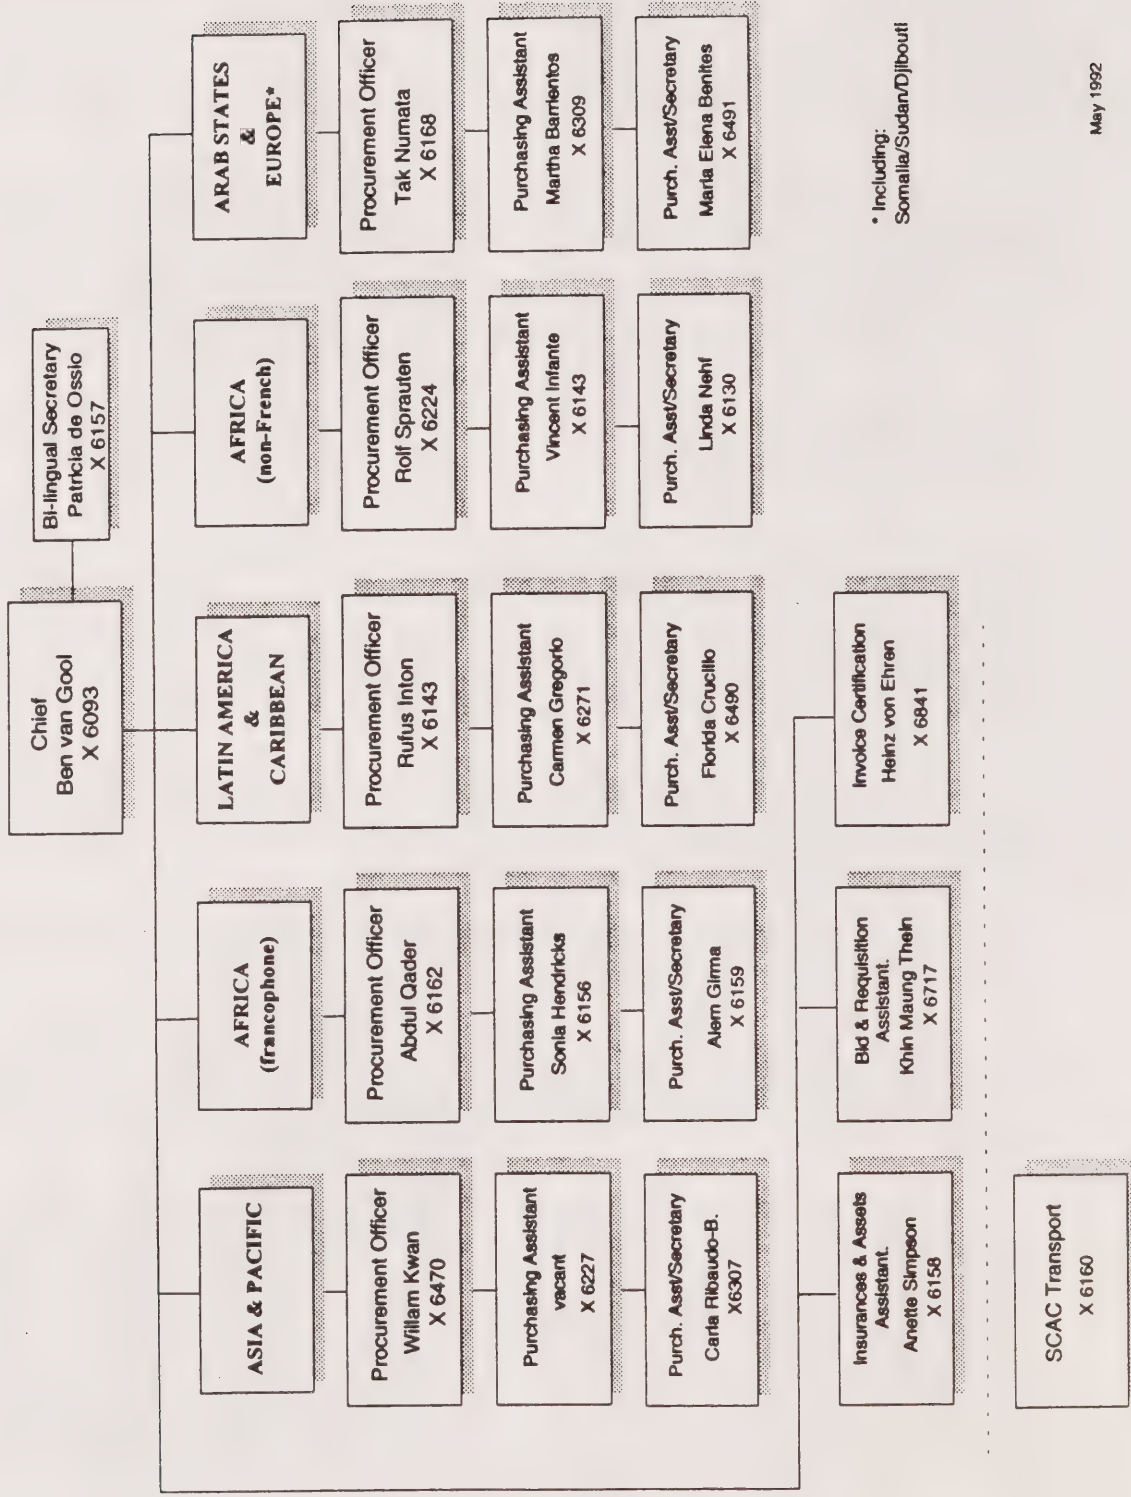 Chief
Ben van Gool
X 6093
Bi-lingual Secretary
Patricia de Ossio
X 6157
ASIA & PACIFIC
AFRICA
(francophone)
LATIN AMERICA
&
CARIBBEAN
AFRICA
(non-French)
ARAB STATES
&
EUROPE*
Procurement Officer
Willam Kwan
X 6470
Procurement Officer
Abdul Qader
X 6162
Procurement Officer
Rufus Inton
X 6143
Procurement Officer
Rolf Sprauten
X 6224
Procurement Officer
Tak Numata
X 6168
Purchasing Assistant
vacant
X 6227
Purchasing Assistant
Sonia Hendricks
X 6156
Purchasing Assistant
Carmen Gregorio
X 6271
Purchasing Assistant
Vincent Infante
X 6143
Purchasing Assistant
Martha Barrientos
X 6309
Purch. Asst/Secretary
Carla Ribaudo-B.
X6307
Purch. Asst/Secretary
Alem Girma
X 6159
Purch. Asst/Secretary
Florida Crucillo
X 6490
Purch. Asst/Secretary
Linda Nehf
X 6130
Purch. Asst/Secretary
Maria Elena Benites
X 6491
Insurances & Assets
Assistant.
Anette Simpson
X 6158
Bid & Requisition
Assistant.
Khin Maung Thein
X 6717
Invoice Certification
Heinz von Ehren
X 6841
* Including:
Somalia/Sudan/Djibouti
SCAC Transport
X 6160
May 1992